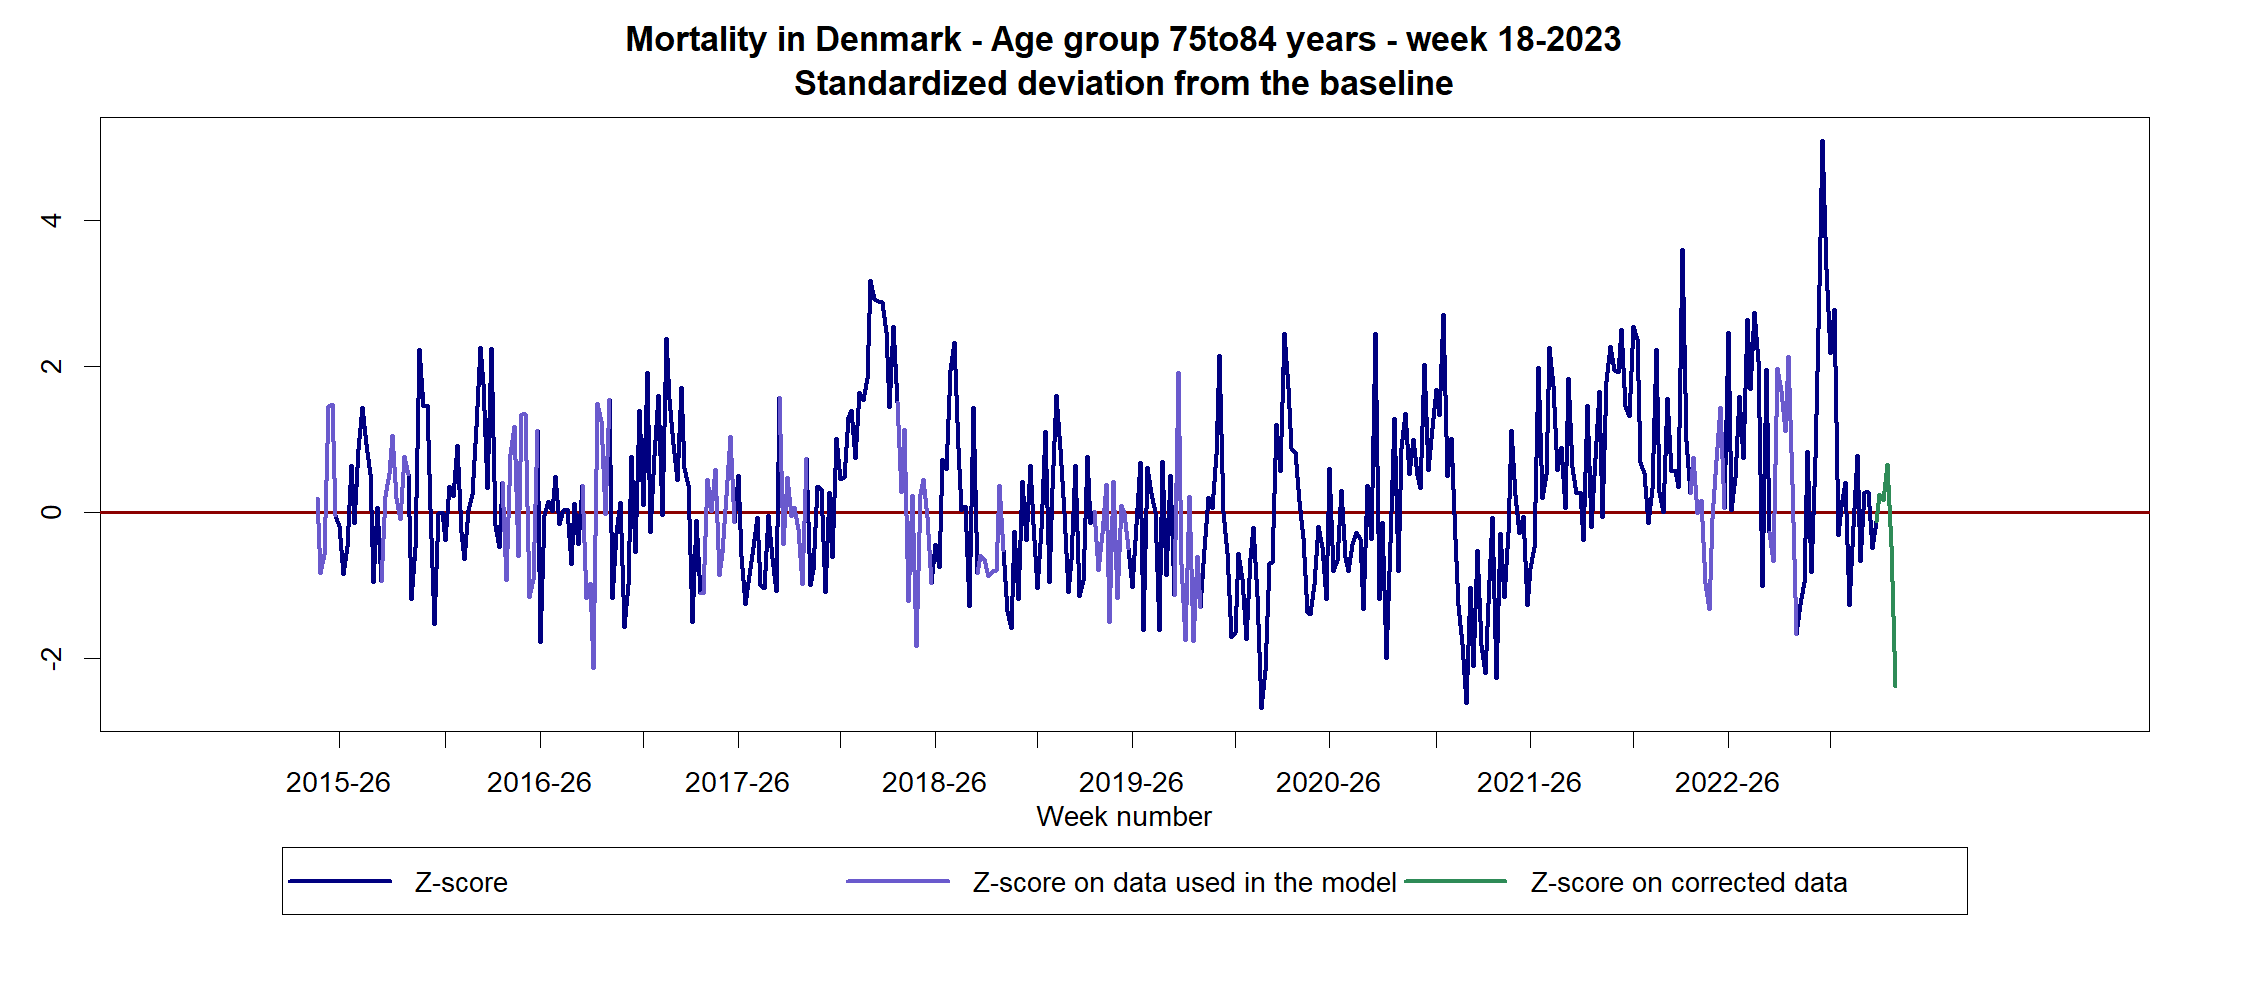 Mortality in Denmark - Age group 75to84 years - week 18-2023
Standardized deviation from the baseline
4
2
0
-2
2015-26 2016-26 2017-26 2018-26 2019-26 2020-26 2021-26 2022-26
Week number
Z-score Z-score on data used in the model Z-score on corrected data